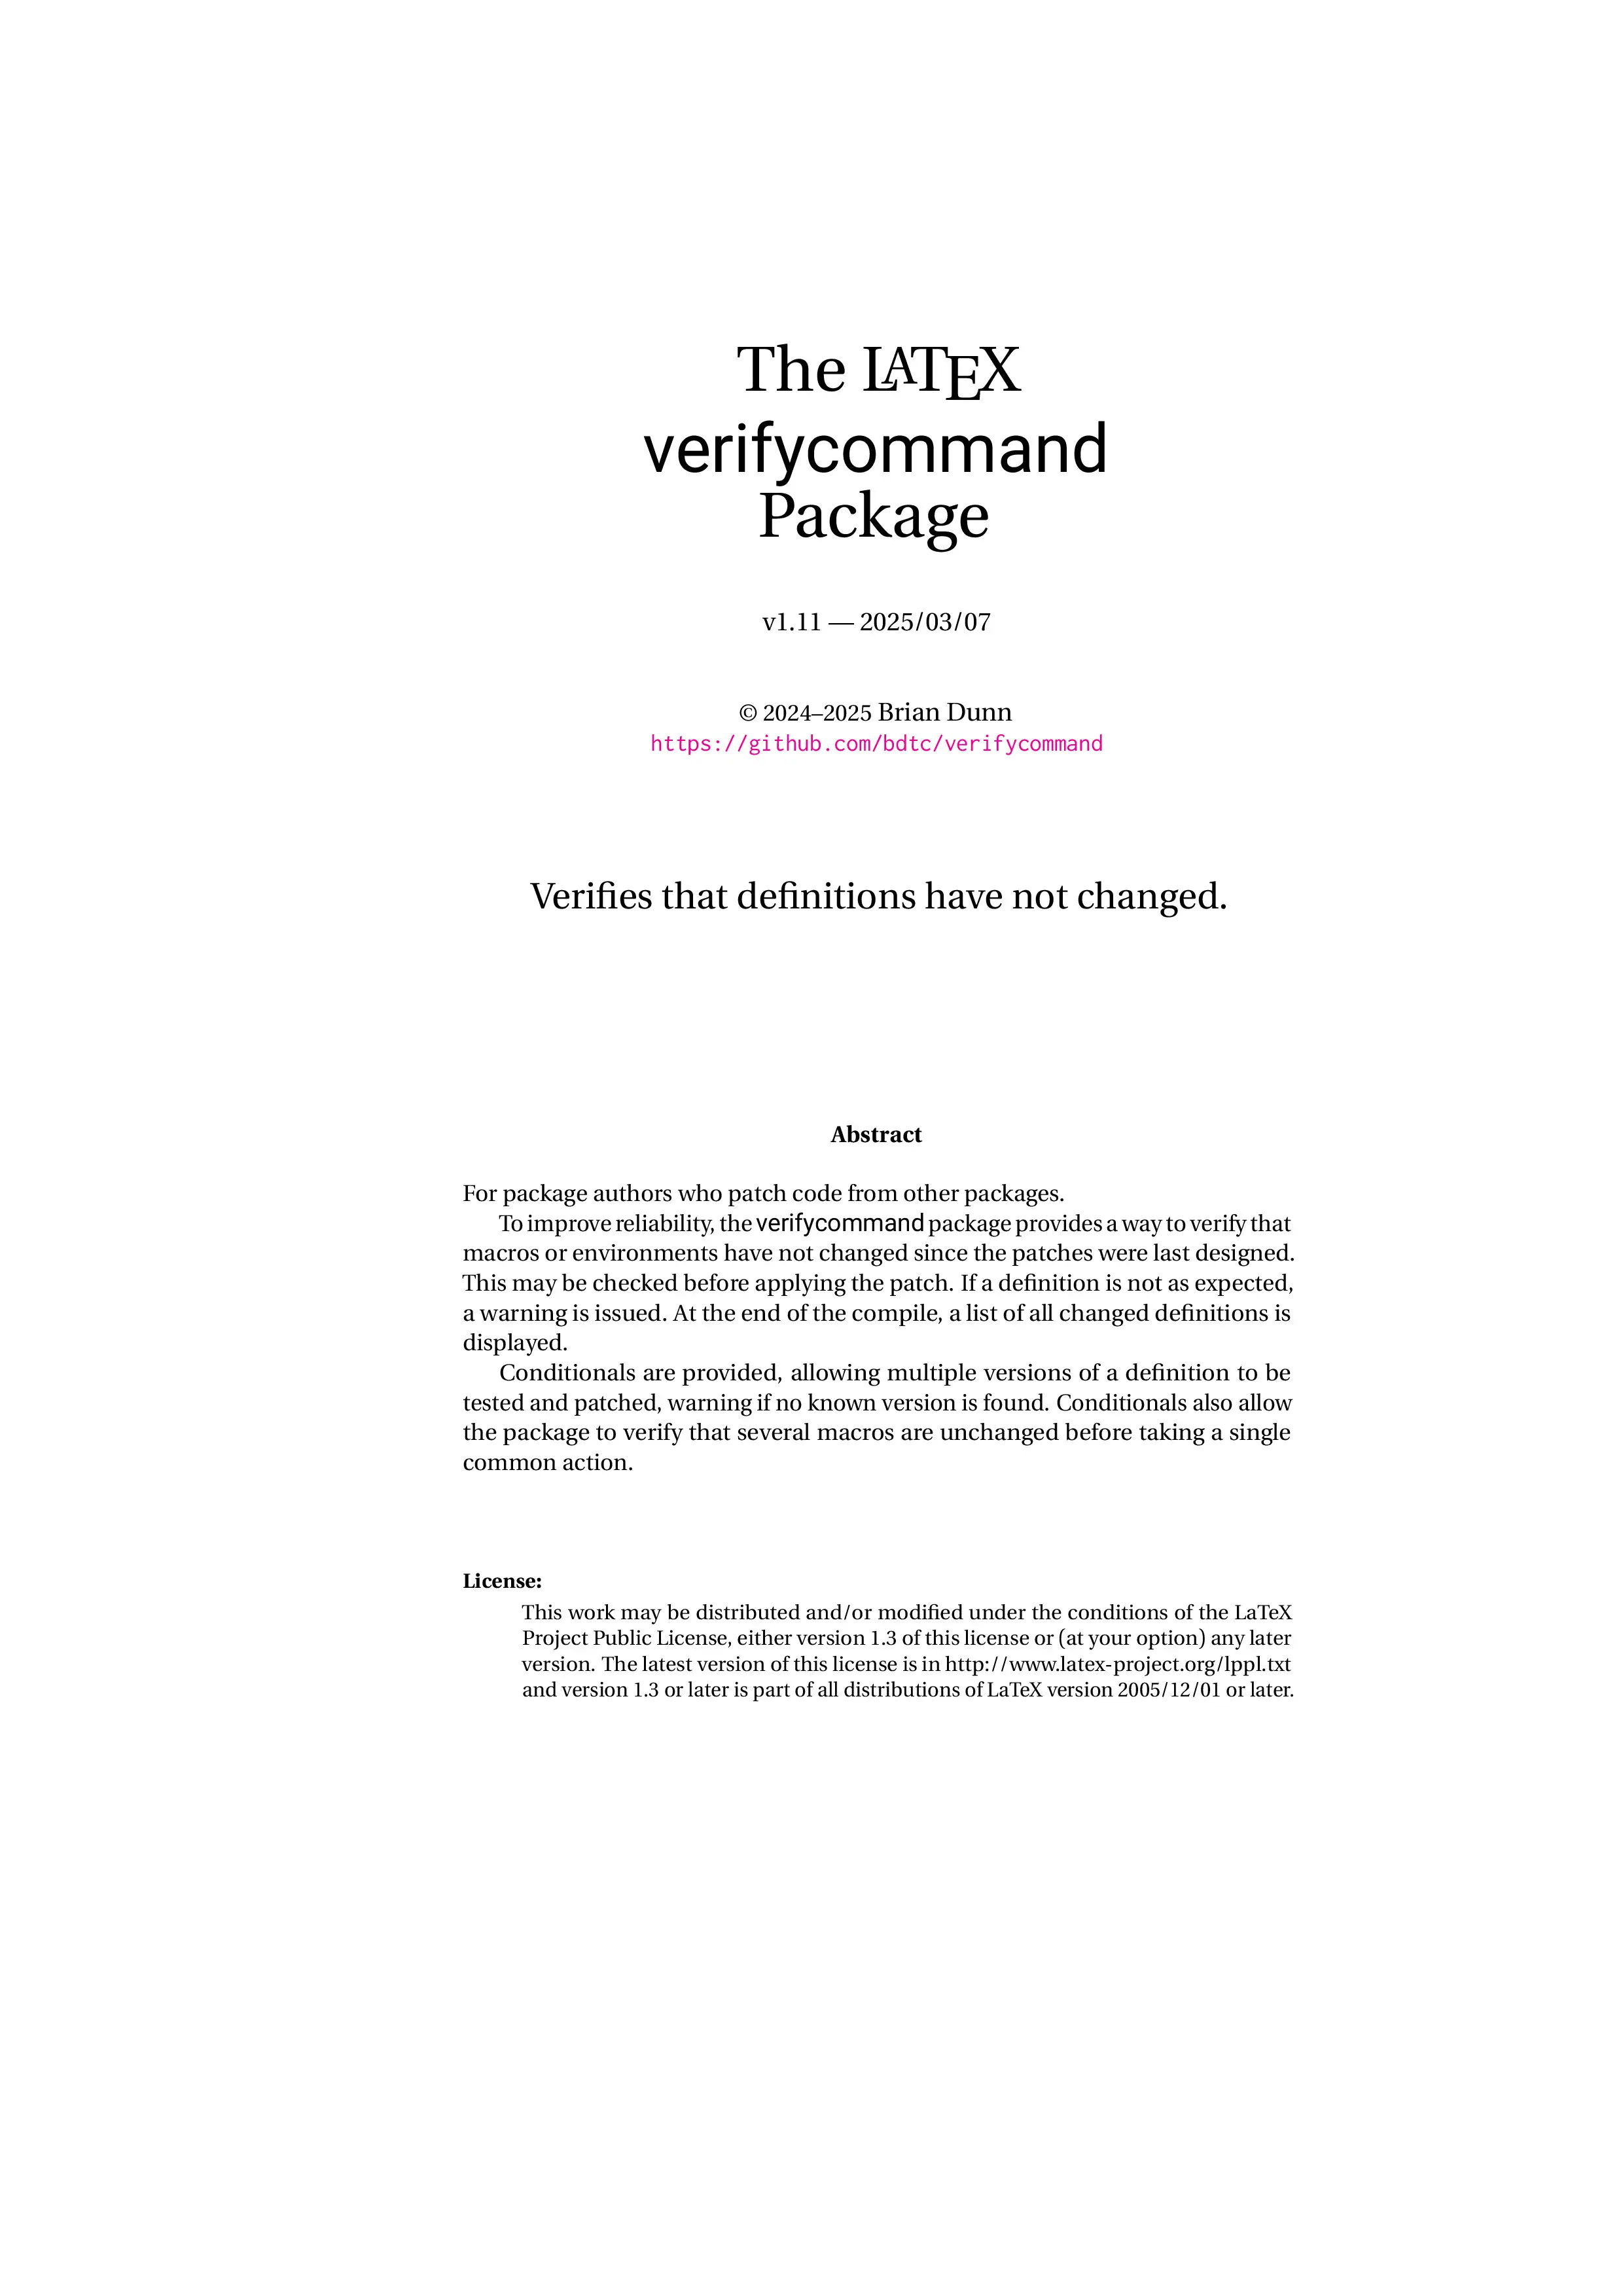 The LATEX
verifycommand
Package
v1.11 — 2025/03/07
© 2024–2025 Brian Dunn
https://github.com/bdtc/verifycommand
Verifies that definitions have not changed.
Abstract
For package authors who patch code from other packages.
To improve reliability, the verifycommand package provides a way to verify that
macros or environments have not changed since the patches were last designed.
This may be checked before applying the patch. If a definition is not as expected,
a warning is issued. At the end of the compile, a list of all changed definitions is
displayed.
Conditionals are provided, allowing multiple versions of a definition to be
tested and patched, warning if no known version is found. Conditionals also allow
the package to verify that several macros are unchanged before taking a single
common action.
License:
This work may be distributed and/or modified under the conditions of the LaTeX
Project Public License, either version 1.3 of this license or (at your option) any later
version. The latest version of this license is in http://www.latex-project.org/lppl.txt
and version 1.3 or later is part of all distributions of LaTeX version 2005/12/01 or later.